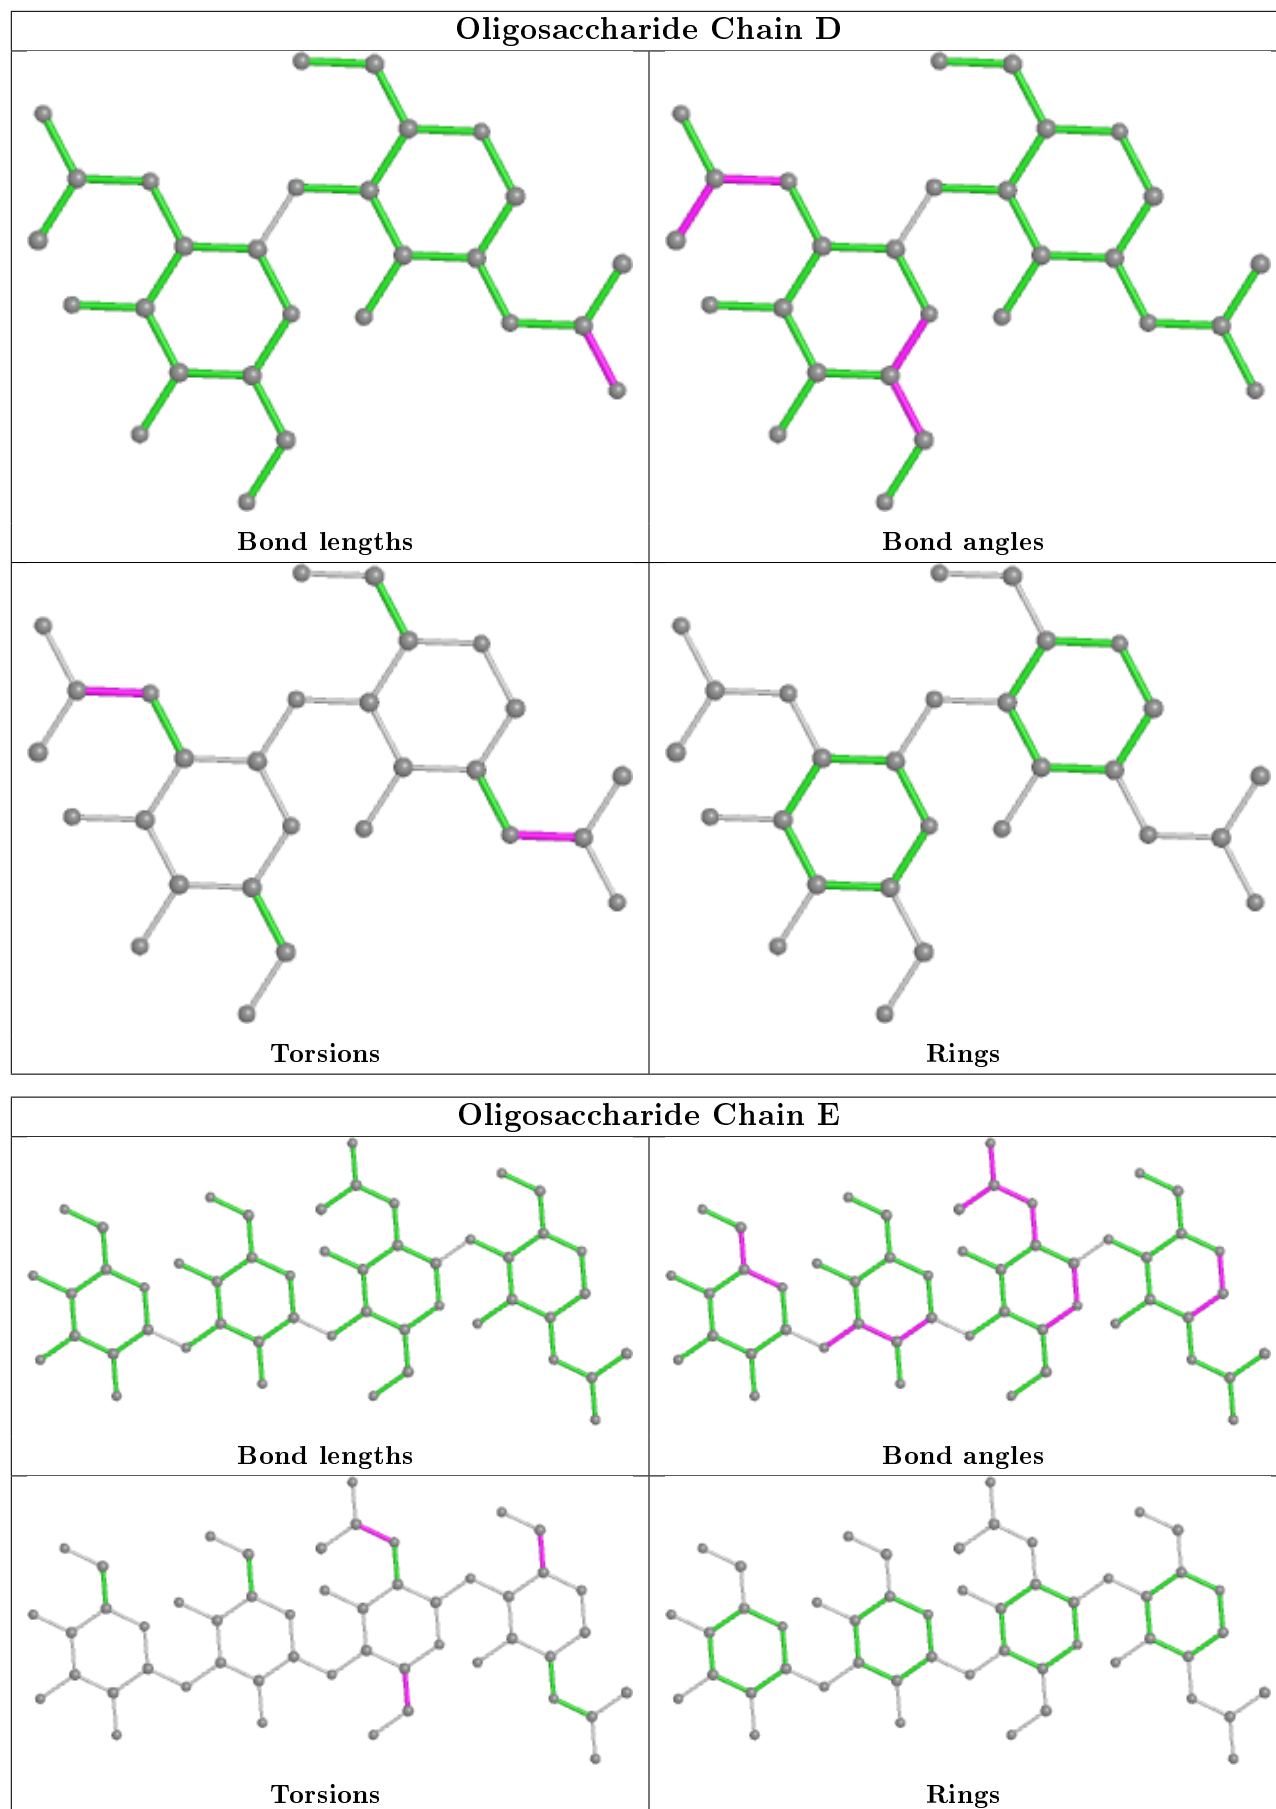 Oligosaccharide Chain D
Bond lengths
Bond angles
Torsions
Rings
Oligosaccharide Chain E
Bond lengths
Bond angles
Torsions
Rings